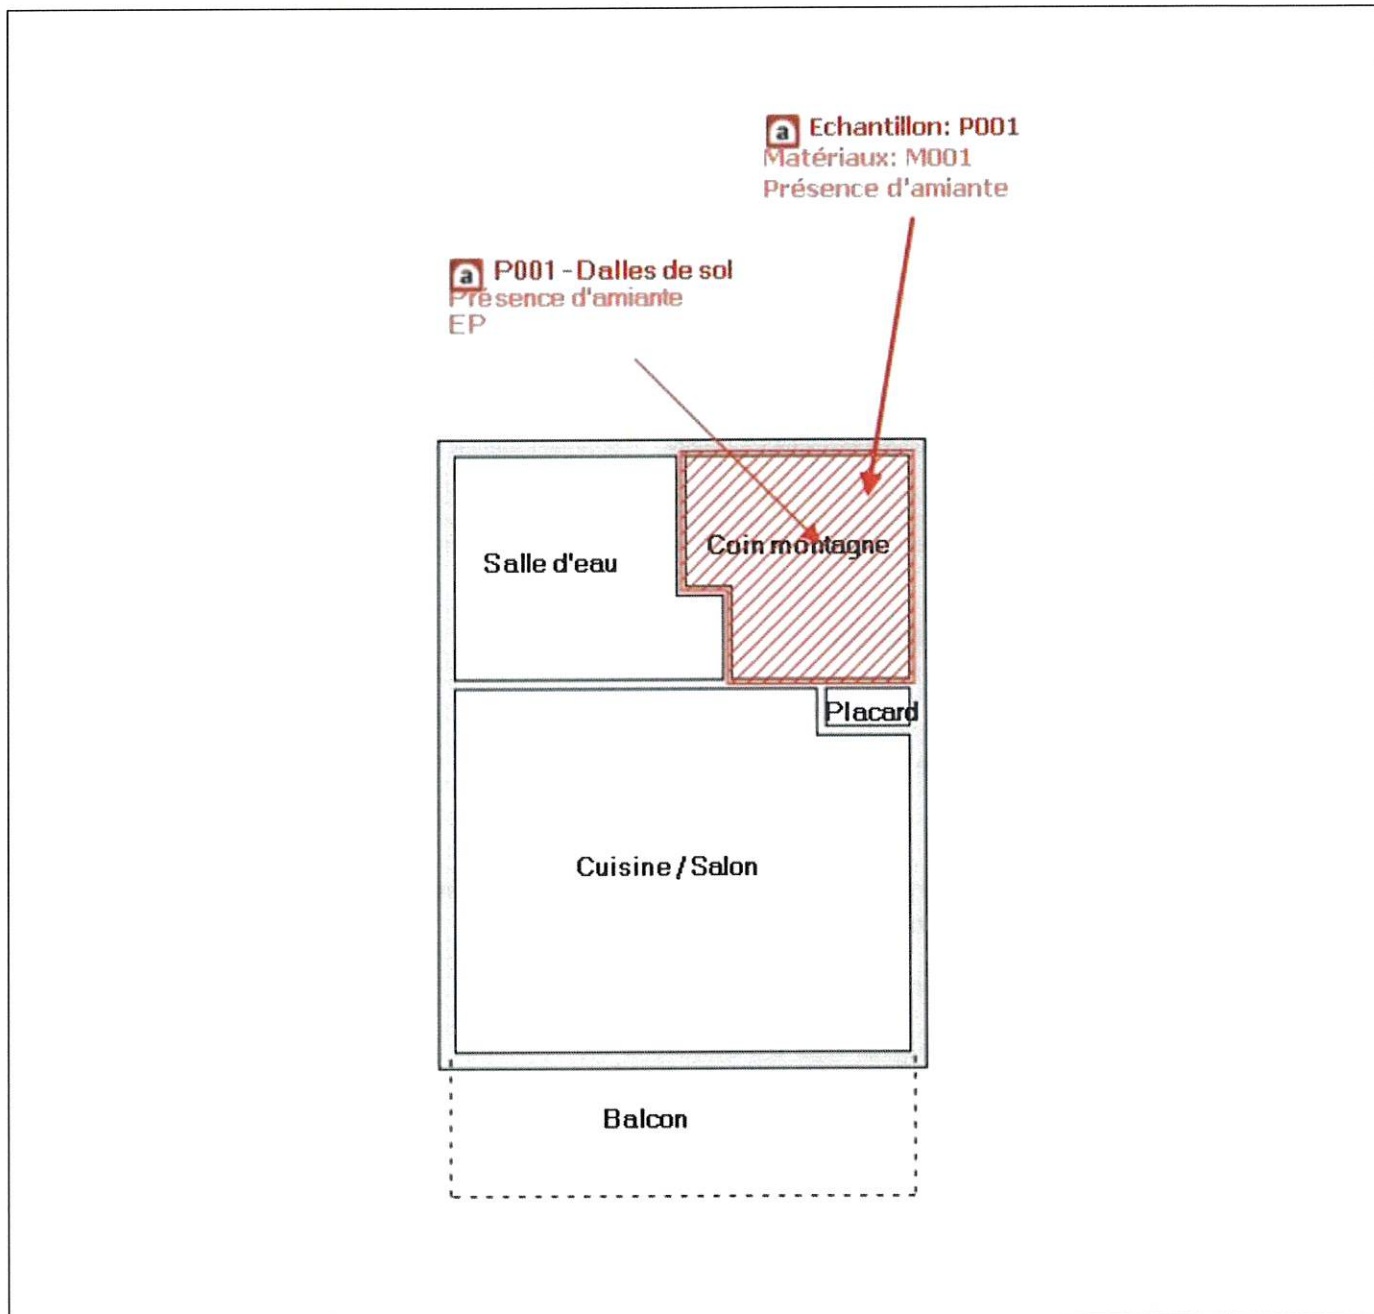 a Echantillon: P001
Matériaux: M001
Présence d'amiante
a P001 - Dalles de sol
Présence d'amiante
EP
Coin montagne
Salle d'eau
Placard
Cuisine / Salon
Balcon